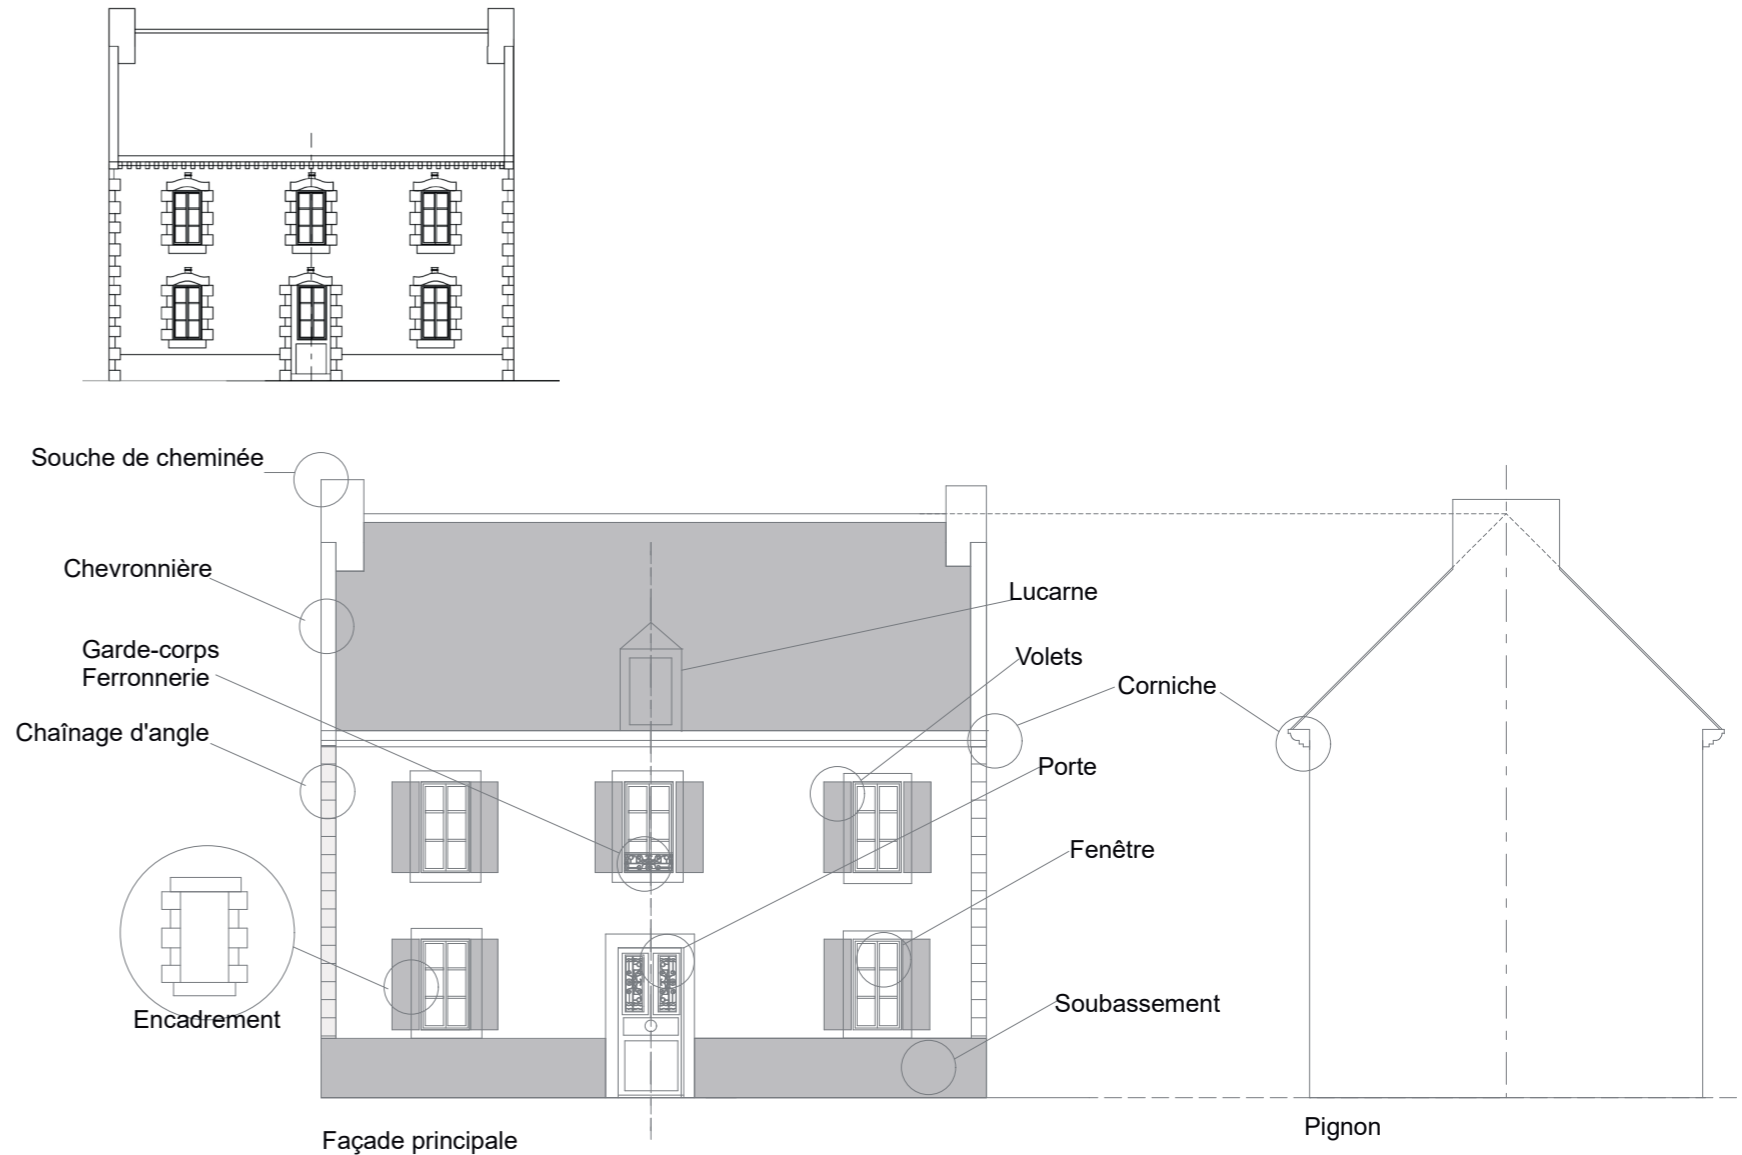 Souche de cheminée
Chevronnière
Lucarne
Garde-corps
Ferronnerie
Volets
Corniche
Chaînage d'angle
Porte
Fenêtre
Soubassement
Encadrement
Pignon
Façade principale